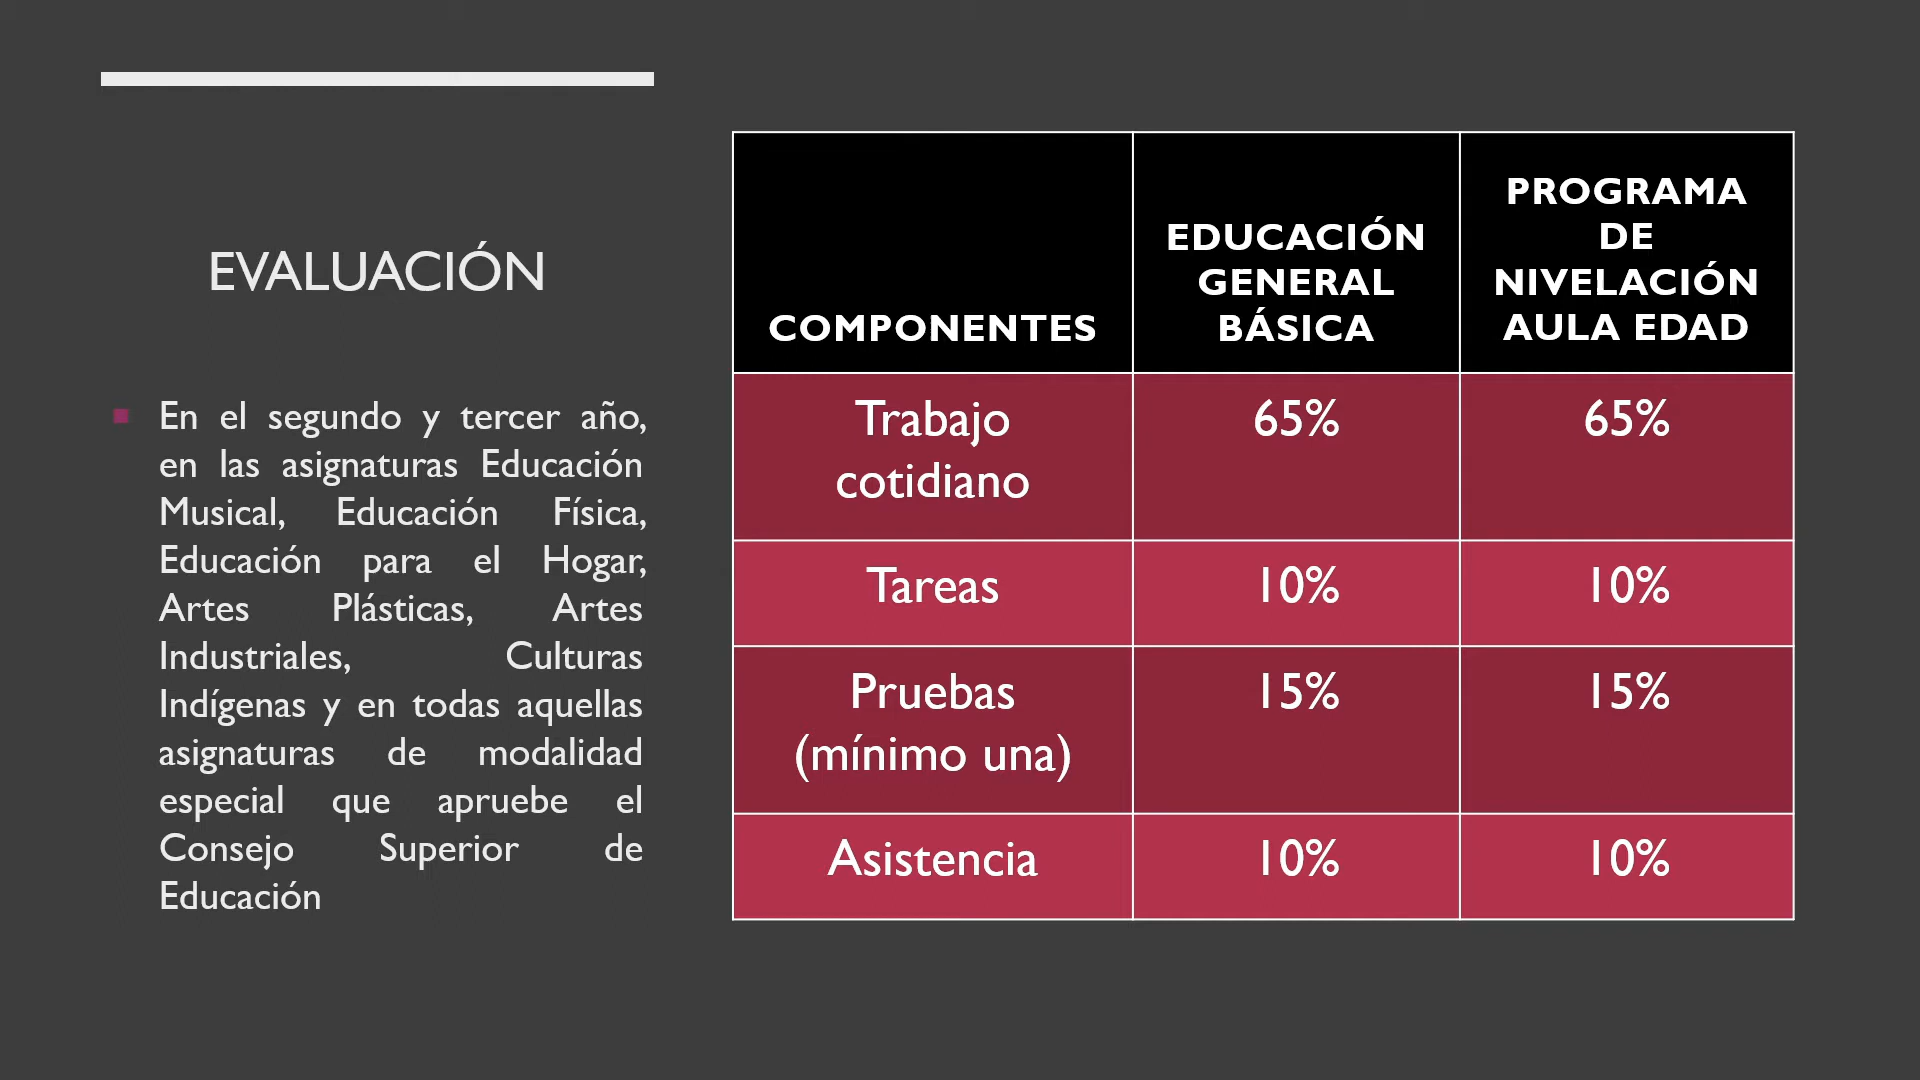 EVALUACIÓN
En el segundo y tercer año,
en las asignaturas Educación
Musical, Educación Física,
Educación para el Hogar,
Artes Plásticas, Artes
Industriales, Culturas
Indígenas y en todas aquellas
asignaturas de modalidad
especial que apruebe el
Consejo Superior de
Educación
COMPONENTES
EDUCACIÓN
GENERAL
BÁSICA
PROGRAMA
DE
NIVELACIÓN
AULA EDAD
Trabajo
cotidiano
65%
65%
Tareas
10%
10%
Pruebas
(mínimo una)
15%
15%
Asistencia
10%
10%